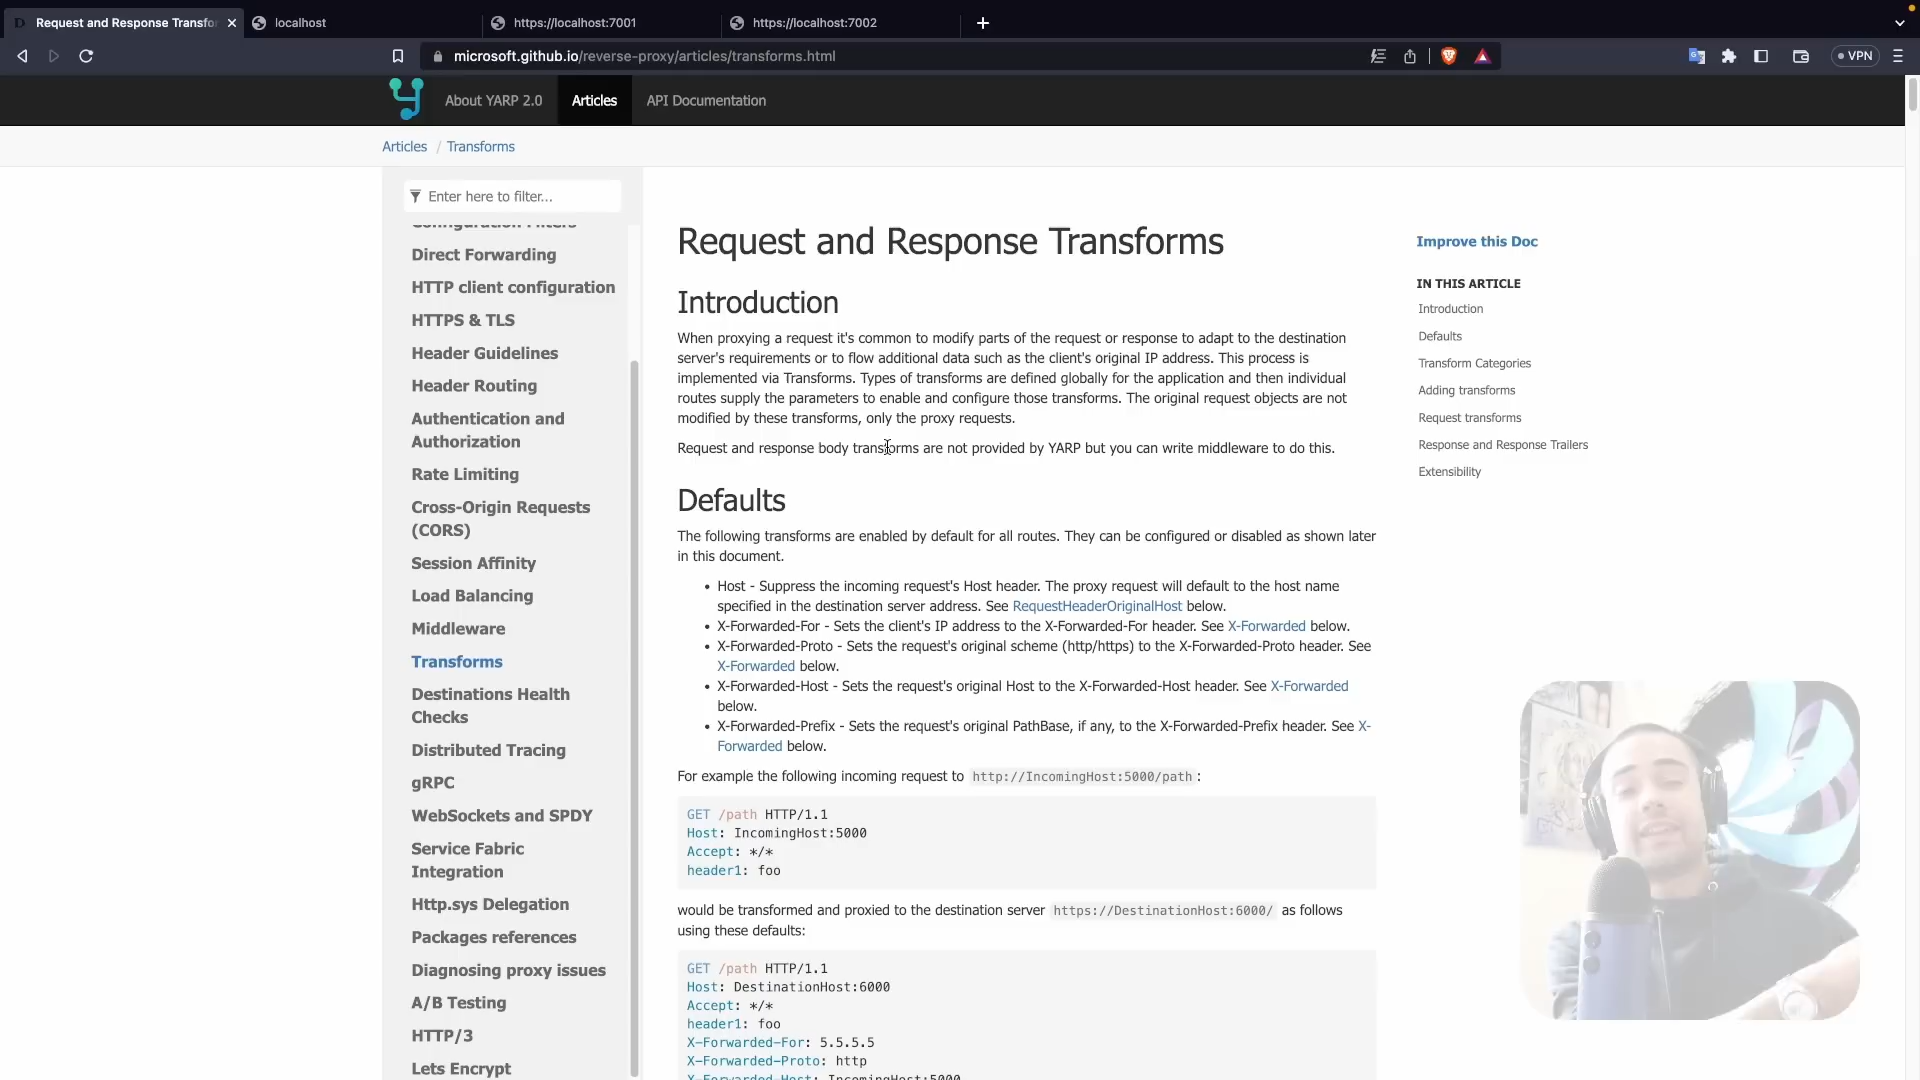 Request and Response Transfo
localhost
https://localhost:7001
https://localhost:7002
microsoft.github.io/reverse-proxy/articles/transforms.html
VPN
About YARP 2.0
Articles
API Documentation
Articles / Transforms
Enter here to filter...
Configuration Filters
Direct Forwarding
HTTP client configuration
HTTPS & TLS
Header Guidelines
Header Routing
Authentication and
Authorization
Rate Limiting
Cross-Origin Requests
(CORS)
Session Affinity
Load Balancing
Middleware
Transforms
Destinations Health
Checks
Distributed Tracing
gRPC
WebSockets and SPDY
Service Fabric
Integration
Http.sys Delegation
Packages references
Diagnosing proxy issues
A/B Testing
HTTP/3
Lets Encrypt
Request and Response Transforms
Introduction
When proxying a request it's common to modify parts of the request or response to adapt to the destination
server's requirements or to flow additional data such as the client's original IP address. This process is
implemented via Transforms. Types of transforms are defined globally for the application and then individual
routes supply the parameters to enable and configure those transforms. The original request objects are not
modified by these transforms, only the proxy requests.
Request and response body transforms are not provided by YARP but you can write middleware to do this.
Defaults
The following transforms are enabled by default for all routes. They can be configured or disabled as shown later
in this document.
• Host - Suppress the incoming request's Host header. The proxy request will default to the host name
specified in the destination server address. See RequestHeaderOriginalHost below.
• X-Forwarded-For - Sets the client's IP address to the X-Forwarded-For header. See X-Forwarded below.
• X-Forwarded-Proto - Sets the request's original scheme (http/https) to the X-Forwarded-Proto header. See
X-Forwarded below.
• X-Forwarded-Host - Sets the request's original Host to the X-Forwarded-Host header. See X-Forwarded
below.
• X-Forwarded-Prefix - Sets the request's original PathBase, if any, to the X-Forwarded-Prefix header. See X-
Forwarded below.
For example the following incoming request to http://IncomingHost:5000/path :
GET /path HTTP/1.1
Host: IncomingHost:5000
Accept: */*
header1: foo
would be transformed and proxied to the destination server https://DestinationHost:6000/ as follows
using these defaults:
GET /path HTTP/1.1
Host: DestinationHost:6000
Accept: */*
header1: foo
X-Forwarded-For: 5.5.5.5
X-Forwarded-Proto: http
X-Forwarded-Host: IncomingHost:5000
Improve this Doc
IN THIS ARTICLE
Introduction
Defaults
Transform Categories
Adding transforms
Request transforms
Response and Response Trailers
Extensibility